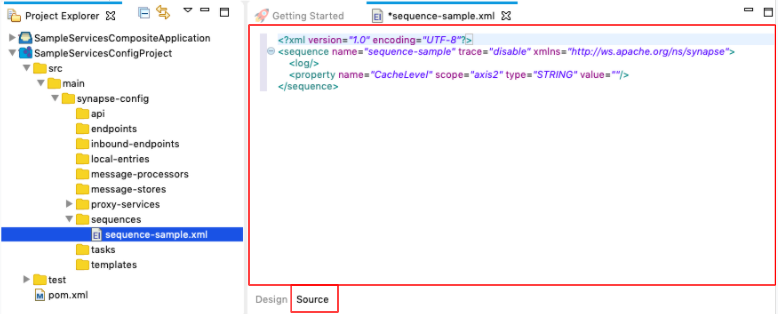 Project Explorer
SampleServicesCompositeApplication
SampleServicesConfigProject
src
main
synapse-config
api
endpoints
inbound-endpoints
local-entries
message-processors
message-stores
proxy-services
sequences
sequence-sample.xml
tasks
templates
test
pom.xml
Getting Started
*sequence-sample.xml
<?xml version="1.0" encoding="UTF-8"?>
<sequence name="sequence-sample" trace="disable" xmlns="http://ws.apache.org/ns/synapse">
<log/>
<property name="CacheLevel" scope="axis2" type="STRING" value=""/>
</sequence>
Design Source